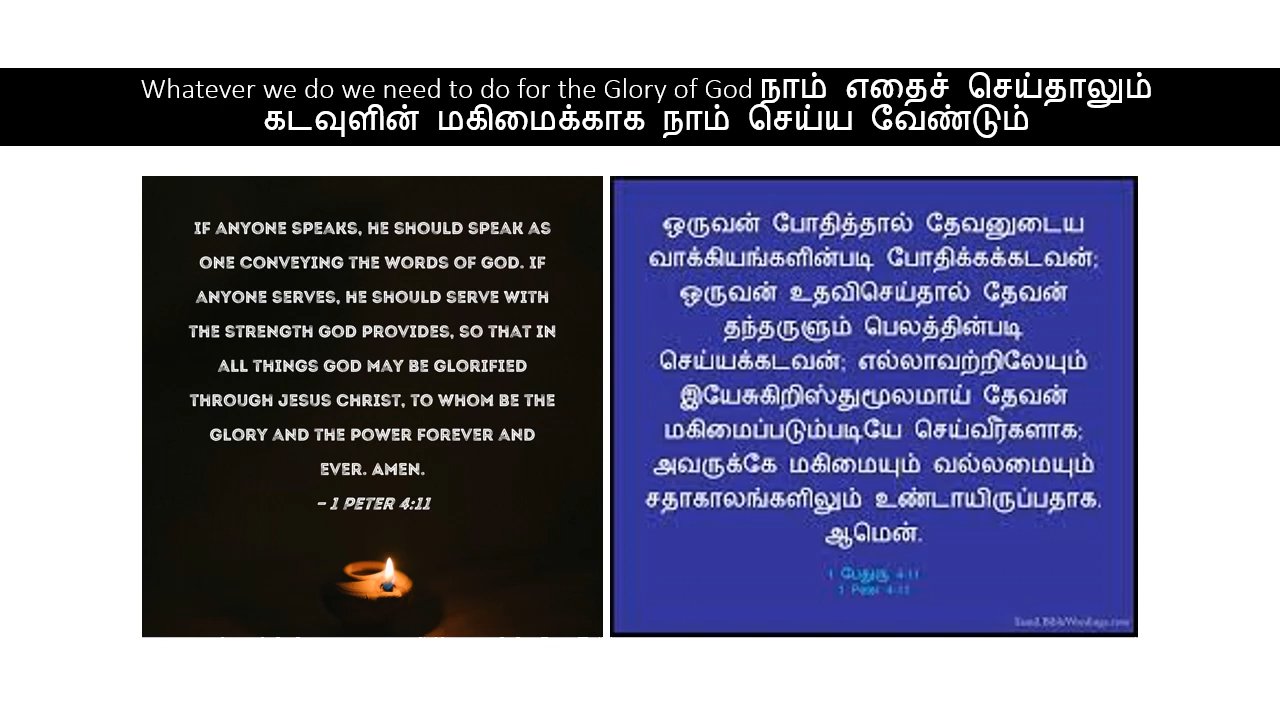 Whatever we do we need to do for the Glory of God நாம் எதைச் செய்தாலும்
கடவுளின் மகிமைக்காக நாம் செய்ய வேண்டும்
IF ANYONE SPEAKS, HE SHOULD SPEAK AS
ONE CONVEYING THE WORDS OF GOD. IF
ANYONE SERVES, HE SHOULD SERVE WITH
THE STRENGTH GOD PROVIDES, SO THAT IN
ALL THINGS GOD MAY BE GLORIFIED
THROUGH JESUS CHRIST, TO WHOM BE THE
GLORY AND THE POWER FOREVER AND
EVER. AMEN.
– 1 PETER 4:11
ஒருவன் போதித்தால் தேவனுடைய
வாக்கியங்களின்படி போதிக்கக்கடவன்;
ஒருவன் உதவிசெய்தால் தேவன்
தந்தருளும் பெலத்தின்படி
செய்யக்கடவன்; எல்லாவற்றிலேயும்
இயேசுகிறிஸ்துமூலமாய் தேவன்
மகிமைப்படும்படியே செய்வீர்களாக;
அவருக்கே மகிமையும் வல்லமையும்
சதாகாலங்களிலும் உண்டாயிருப்பதாக.
ஆமென்.
1 பேதுரு 4:11
1 Peter 4:11
Tamil.BibleWordings.com